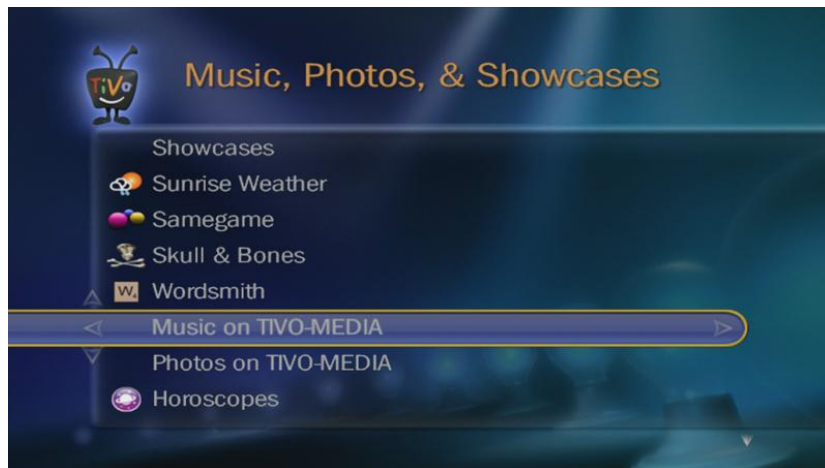 TiVo
Music, Photos, & Showcases
Showcases
Sunrise Weather
Samegame
Skull & Bones
W4
Wordsmith
Music on TIVO-MEDIA
Photos on TIVO-MEDIA
Horoscopes